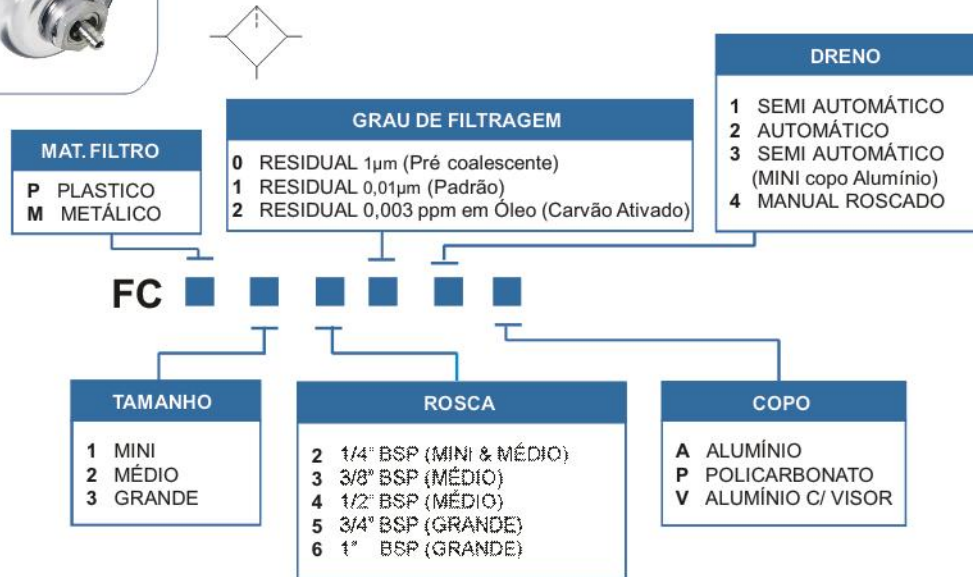 DRENO
1 SEMI AUTOMÁTICO
2 AUTOMÁTICO
3 SEMI AUTOMÁTICO
(MINI copo Alumínio)
4 MANUAL ROSCADO
GRAU DE FILTRAGEM
0 RESIDUAL 1µm (Pré coalescente)
1 RESIDUAL 0,01µm (Padrão)
2 RESIDUAL 0,003 ppm em Óleo (Carvão Ativado)
MAT. FILTRO
P PLASTICO
M METÁLICO
FC
TAMANHO
1 MINI
2 MÉDIO
3 GRANDE
ROSCA
2 1/4" BSP (MINI & MÉDIO)
3 3/8" BSP (MÉDIO)
4 1/2" BSP (MÉDIO)
5 3/4" BSP (GRANDE)
6 1" BSP (GRANDE)
COPO
A ALUMÍNIO
P POLICARBONATO
V ALUMÍNIO C/ VISOR